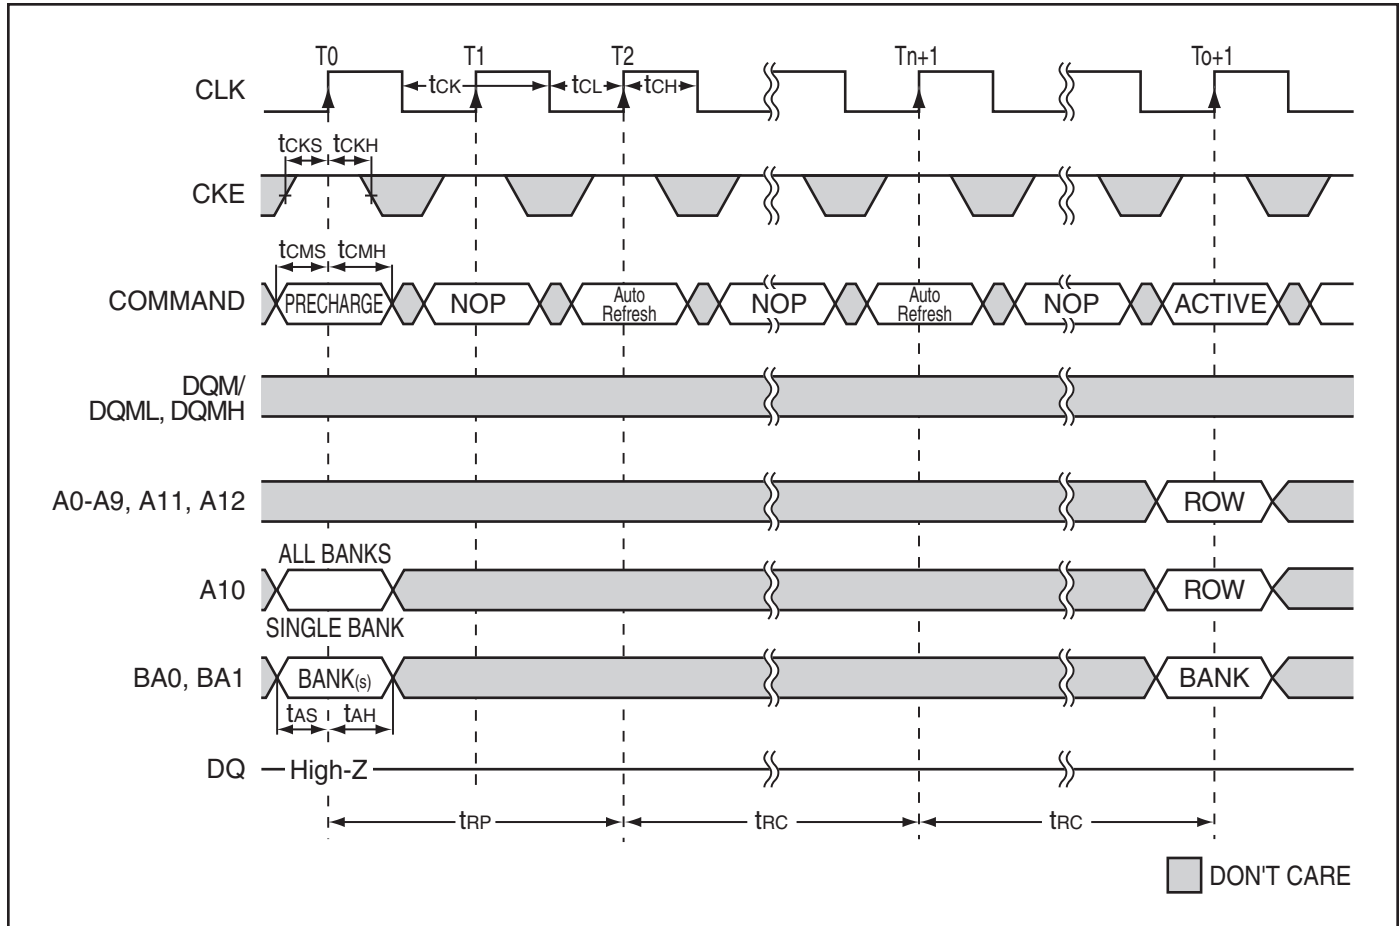 T0 T1 T2 Tn+1 To+1
CLK tCK tCL tCH
tCKS tCKH
CKE
tCMS tCMH
COMMAND PRECHARGE NOP Auto Refresh NOP Auto Refresh NOP ACTIVE
DQM/
DQML, DQMH
A0-A9, A11, A12 ROW
ALL BANKS
A10 ROW
SINGLE BANK
BA0, BA1 BANK(s) BANK
tAS tAH
DQ High-Z
tRP tRC tRC
DON'T CARE